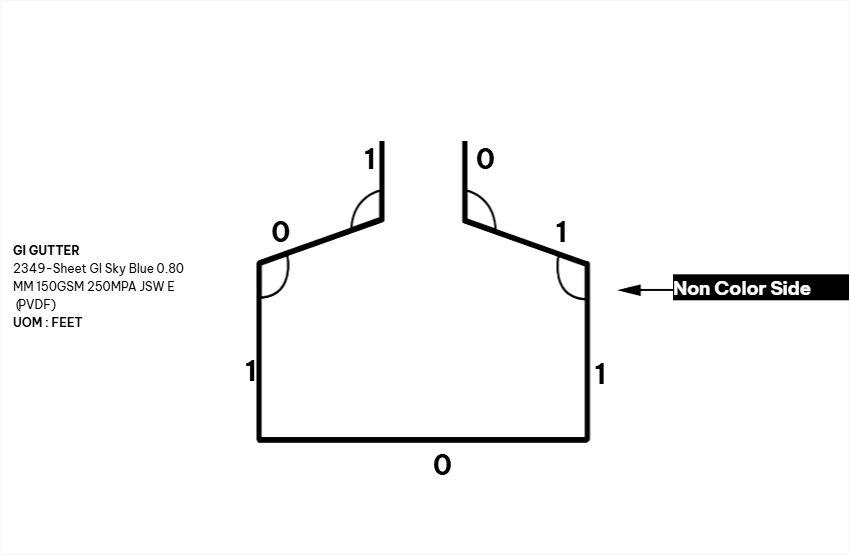 1
0
0
1
GI GUTTER
2349-Sheet GI Sky Blue 0.80
MM 150GSM 250MPA JSW E
(PVDF)
UOM : FEET
Non Color Side
1
1
0